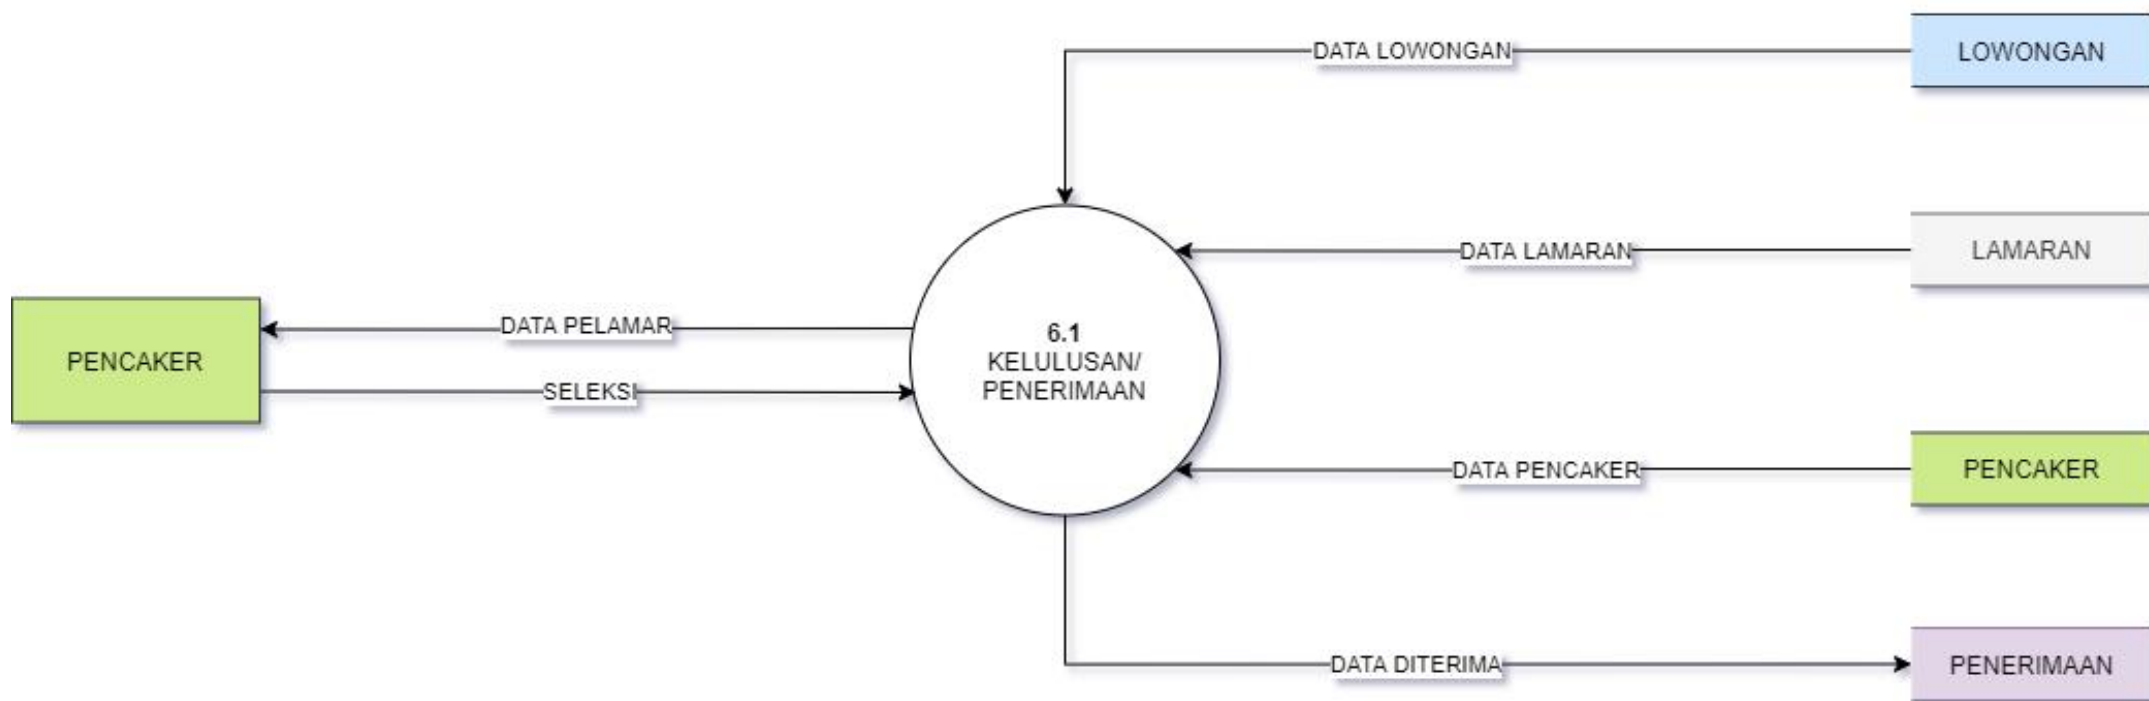 DATA LOWONGAN
LOWONGAN
DATA LAMARAN
LAMARAN
PENCAKER
DATA PELAMAR
SELEKSI
6.1
KELULUSAN/
PENERIMAAN
DATA PENCAKER
PENCAKER
DATA DITERIMA
PENERIMAAN